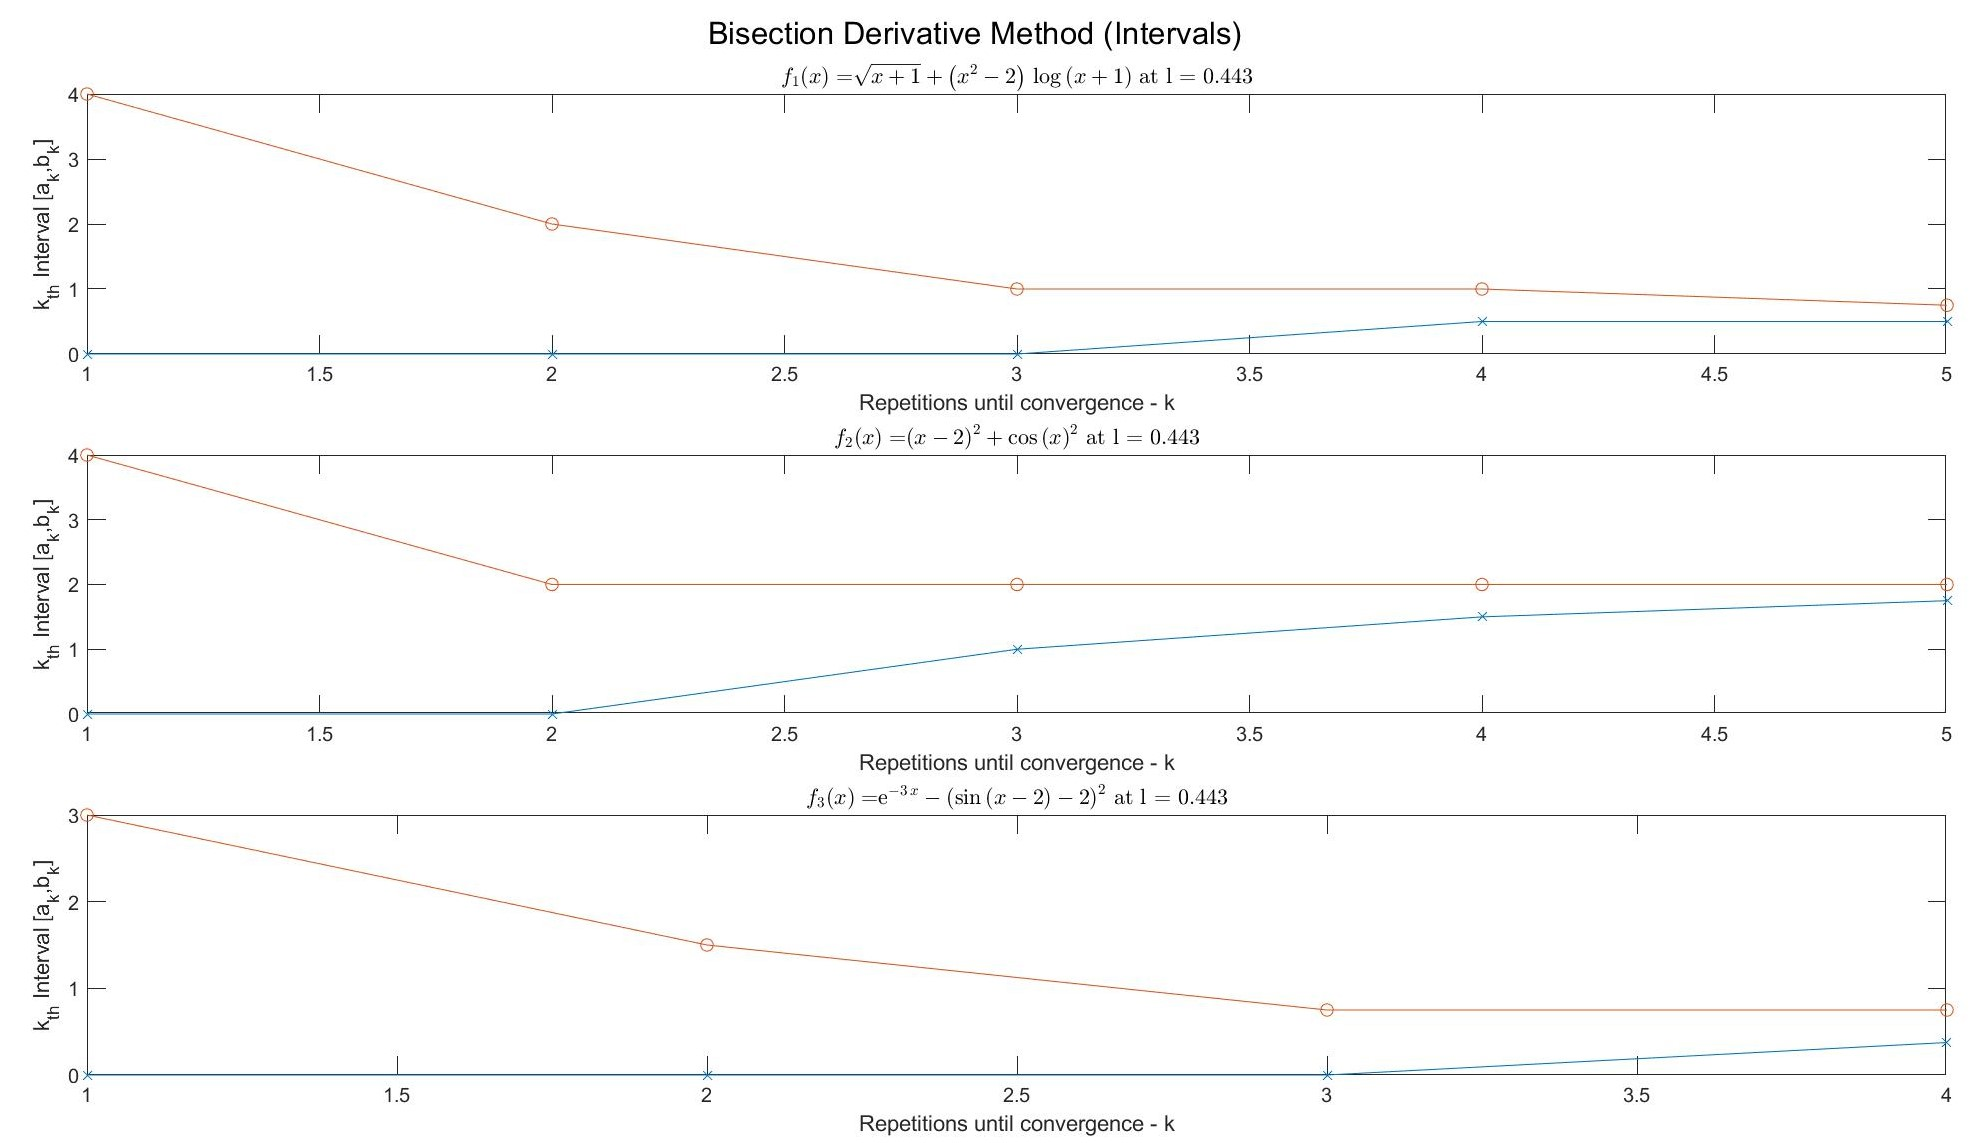 Bisection Derivative Method (Intervals)
f₁(x) =√(x + 1) + (x² − 2) log (x + 1) at l = 0.443
4
3
2
1
0
k_th Interval [a_k,b_k]
1 1.5 2 2.5 3 3.5 4 4.5 5
Repetitions until convergence - k
f₂(x) =(x − 2)² + cos (x)² at l = 0.443
4
3
2
1
0
k_th Interval [a_k,b_k]
1 1.5 2 2.5 3 3.5 4 4.5 5
Repetitions until convergence - k
f₃(x) =e^(−3 x) − (sin (x − 2) − 2)² at l = 0.443
3
2
1
0
k_th Interval [a_k,b_k]
1 1.5 2 2.5 3 3.5 4
Repetitions until convergence - k